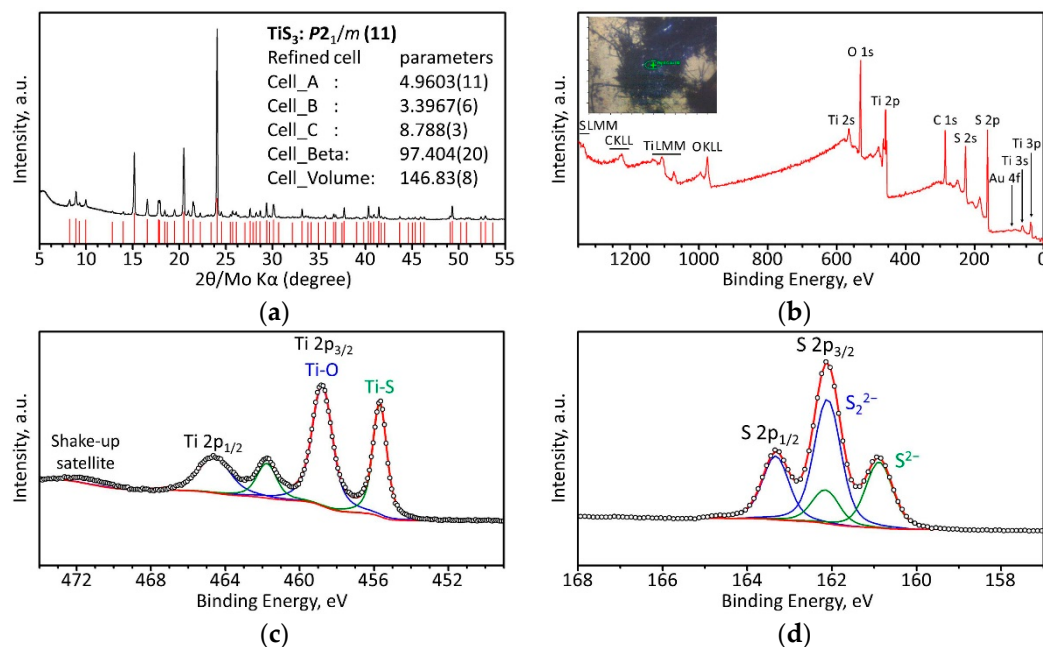 TiS3: P21/m (11)
Refined cell parameters
Cell_A : 4.9603(11)
Cell_B : 3.3967(6)
Cell_C : 8.788(3)
Cell_Beta: 97.404(20)
Cell_Volume: 146.83(8)
Intensity, a.u.
5 10 15 20 25 30 35 40 45 50 55
2θ/Mo Kα (degree)
(a)
O 1s
Ti 2p
Ti 2s
C 1s
S 2p
S 2s
Ti 3p
Ti 3s
Au 4f
SLMM
CKLL
TiLMM
OKLL
Intensity, a.u.
1200 1000 800 600 400 200 0
Binding Energy, eV
(b)
Ti 2p3/2
Ti-O
Ti-S
Ti 2p1/2
Shake-up
satellite
Intensity, a.u.
472 468 464 460 456 452
Binding Energy, eV
(c)
S 2p3/2
S2 2−
S 2p1/2
S2−
Intensity, a.u.
168 166 164 162 160 158
Binding Energy, eV
(d)